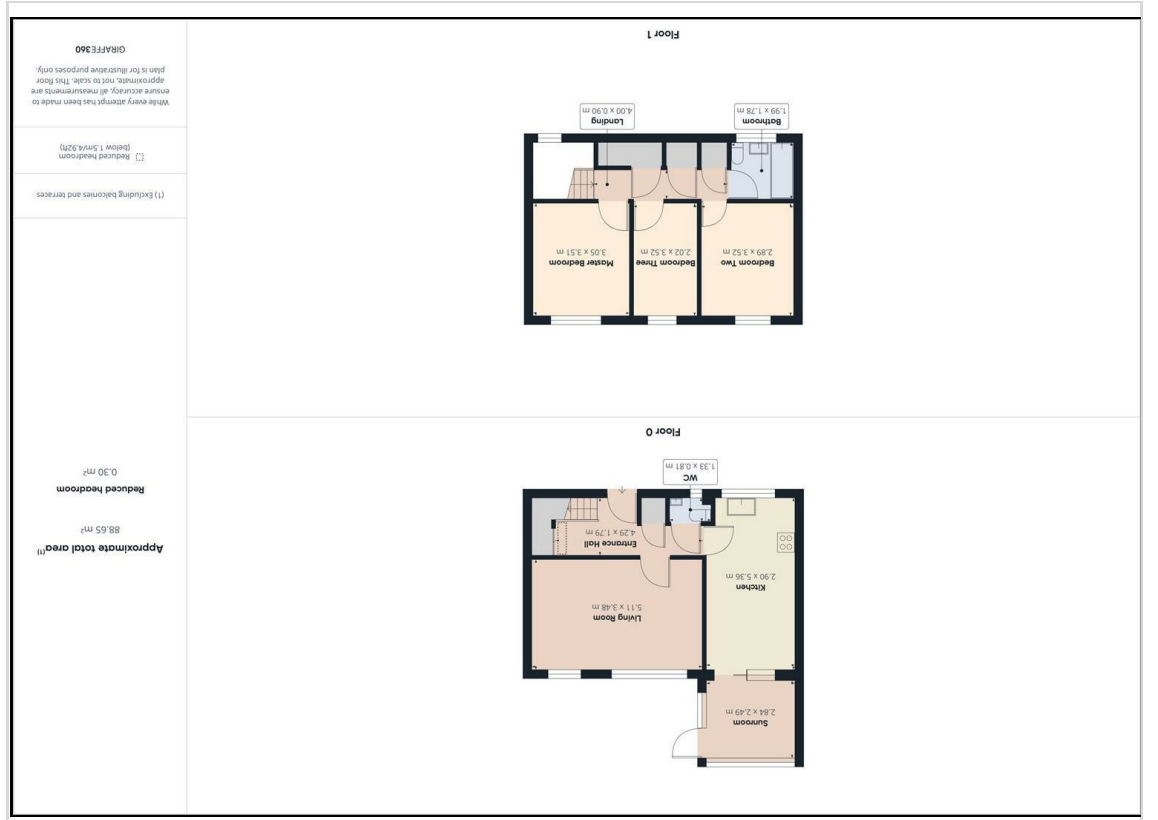 Floor 0
Sunroom
2.84 x 2.49 m
Kitchen
2.90 x 5.36 m
Living Room
5.11 x 3.48 m
Entrance Hall
4.29 x 1.79 m
WC
1.33 x 0.81 m
Floor 1
Bedroom Two
2.89 x 3.52 m
Bedroom Three
2.02 x 3.52 m
Master Bedroom
3.05 x 3.51 m
Bathroom
1.99 x 1.78 m
Landing
4.00 x 0.90 m
Approximate total area(1)
88.65 m²
Reduced headroom
0.30 m²
(1) Excluding balconies and terraces
Reduced headroom
(below 1.5m/4.92ft)
While every attempt has been made to
ensure accuracy, all measurements are
approximate, not to scale. This floor
plan is for illustrative purposes only.
GIRAFFE360